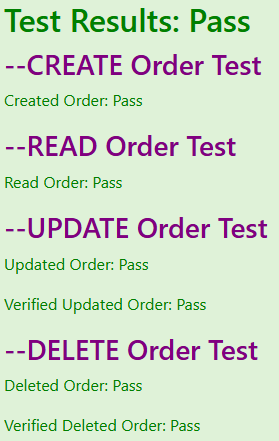 Test Results: Pass
--CREATE Order Test
Created Order: Pass
--READ Order Test
Read Order: Pass
--UPDATE Order Test
Updated Order: Pass
Verified Updated Order: Pass
--DELETE Order Test
Deleted Order: Pass
Verified Deleted Order: Pass